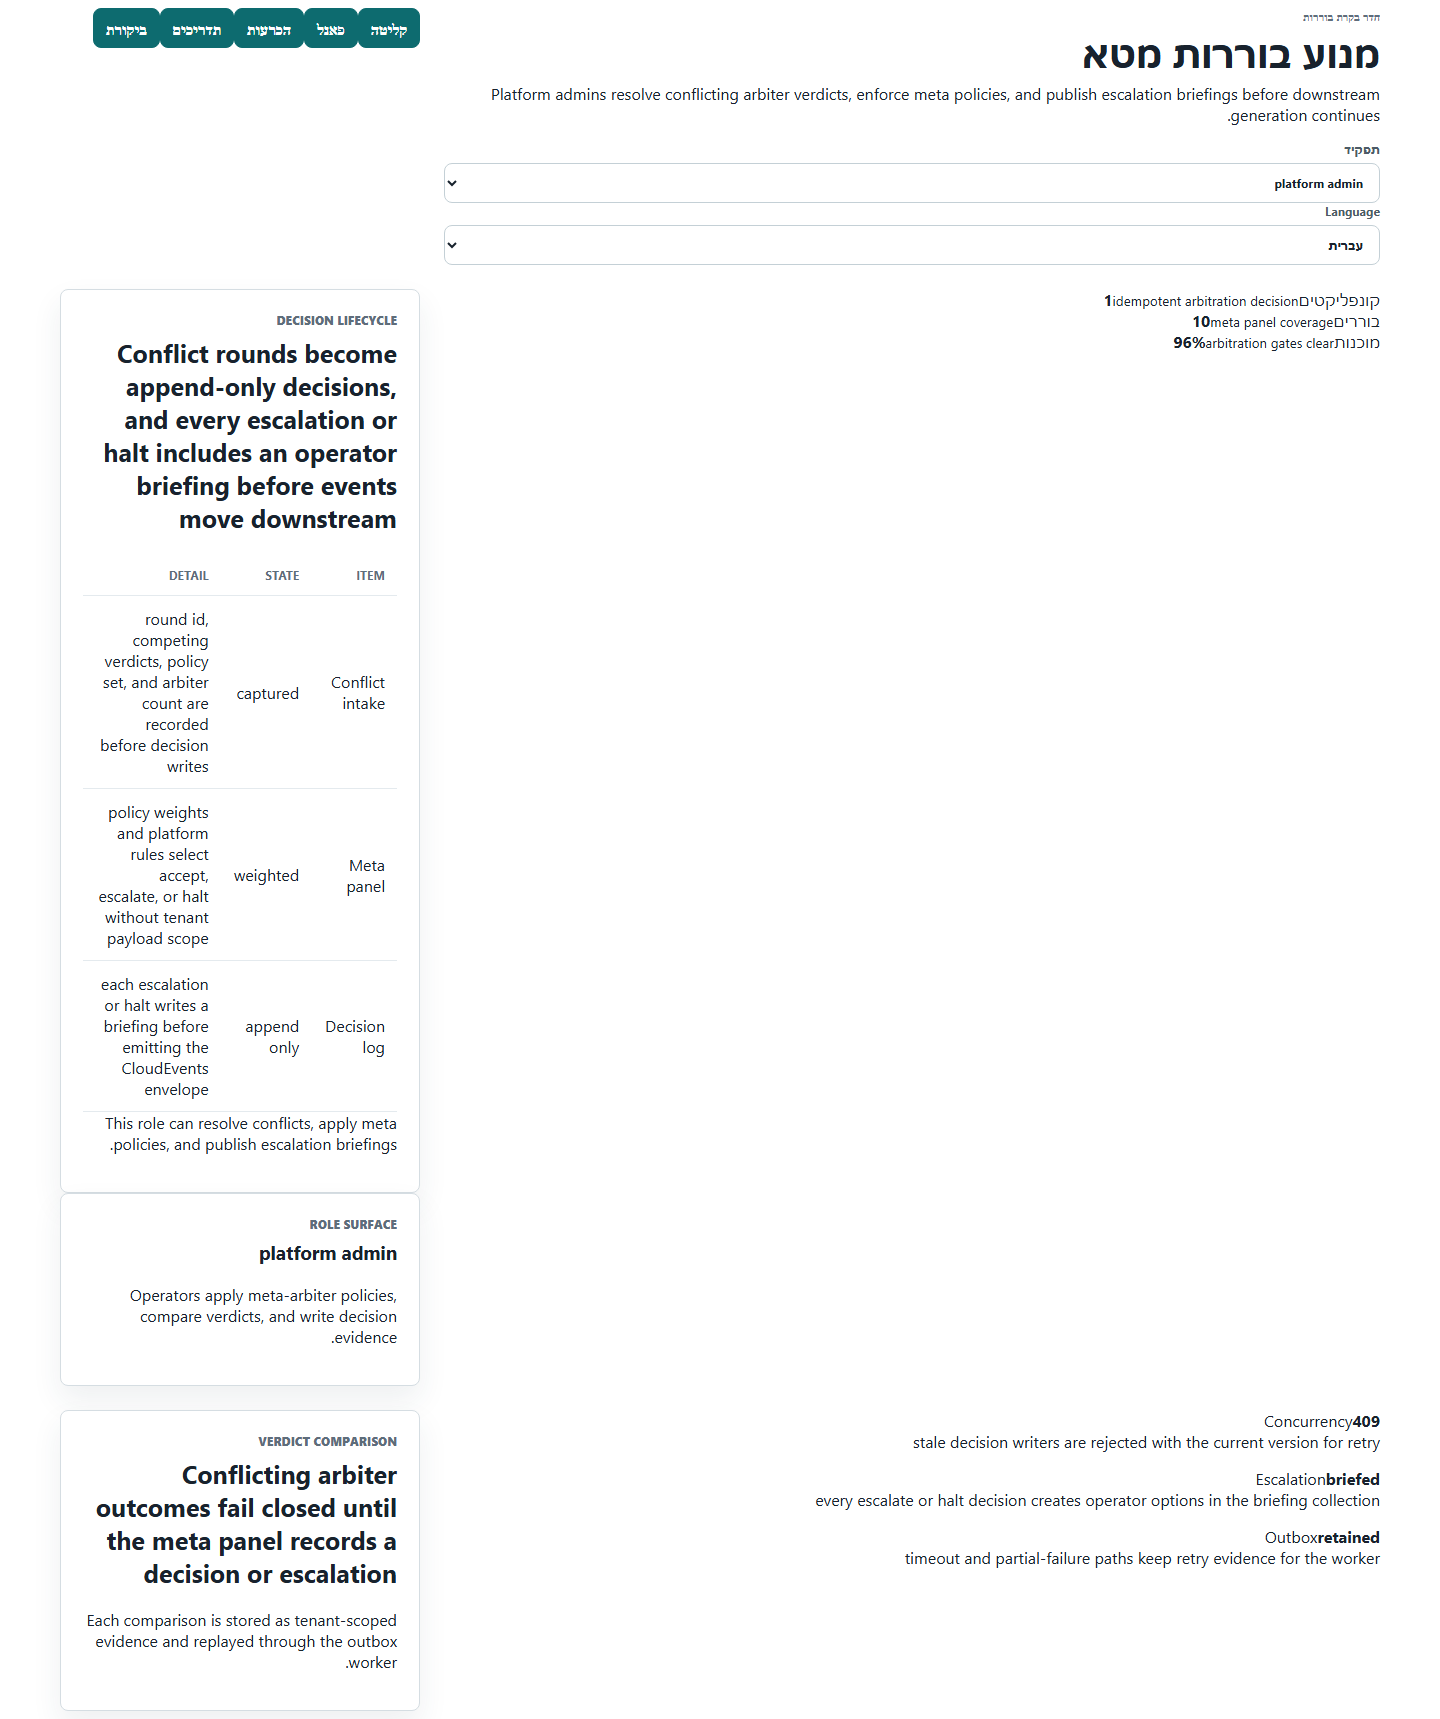 חדר בקרת בוררות
מנוע בוררות מטא
Platform admins resolve conflicting arbiter verdicts, enforce meta policies, and publish escalation briefings before downstream
generation continues.
קליטה
פאנל
הכרעות
תדריכים
ביקורת
תפקיד
platform admin
Language
עברית
קונפליקטים idempotent arbitration decision 1
בוררים meta panel coverage 10
מוכנות arbitration gates clear 96%
DECISION LIFECYCLE
Conflict rounds become
append-only decisions,
and every escalation or
halt includes an operator
briefing before events
move downstream
ITEM STATE DETAIL
Conflict
intake
captured
round id,
competing
verdicts, policy
set, and arbiter
count are
recorded
before decision
writes
Meta
panel
weighted
policy weights
and platform
rules select
accept,
escalate, or halt
without tenant
payload scope
Decision
log
append
only
each escalation
or halt writes a
briefing before
emitting the
CloudEvents
envelope
This role can resolve conflicts, apply meta
policies, and publish escalation briefings.
ROLE SURFACE
platform admin
Operators apply meta-arbiter policies,
compare verdicts, and write decision
evidence.
Concurrency409
stale decision writers are rejected with the current version for retry
Escalationbriefed
every escalate or halt decision creates operator options in the briefing collection
Outboxretained
timeout and partial-failure paths keep retry evidence for the worker
VERDICT COMPARISON
Conflicting arbiter
outcomes fail closed until
the meta panel records a
decision or escalation
Each comparison is stored as tenant-scoped
evidence and replayed through the outbox
worker.